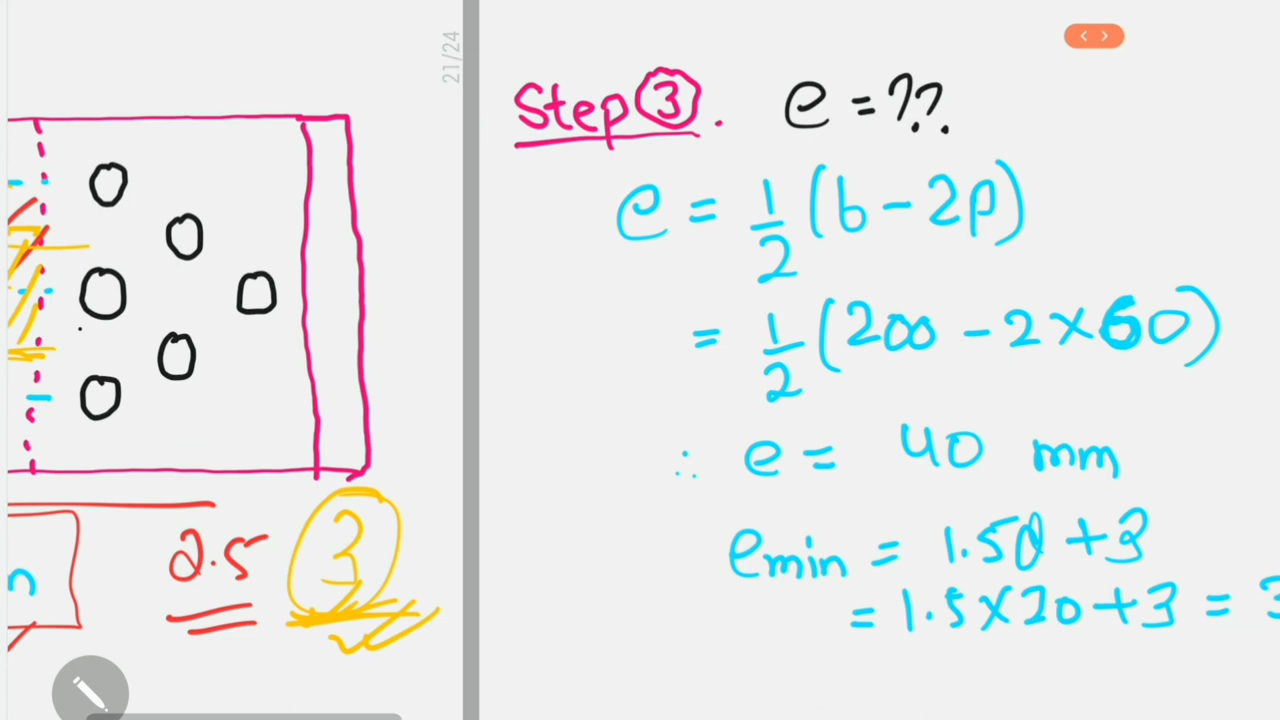 21/24
2.5
3
n
Step 3. e = ??.
e = 1/2 (b - 2p)
= 1/2 (200 - 2 × 60)
∴ e = 40 mm
emin = 1.5d + 3
= 1.5 × 20 + 3 = 3